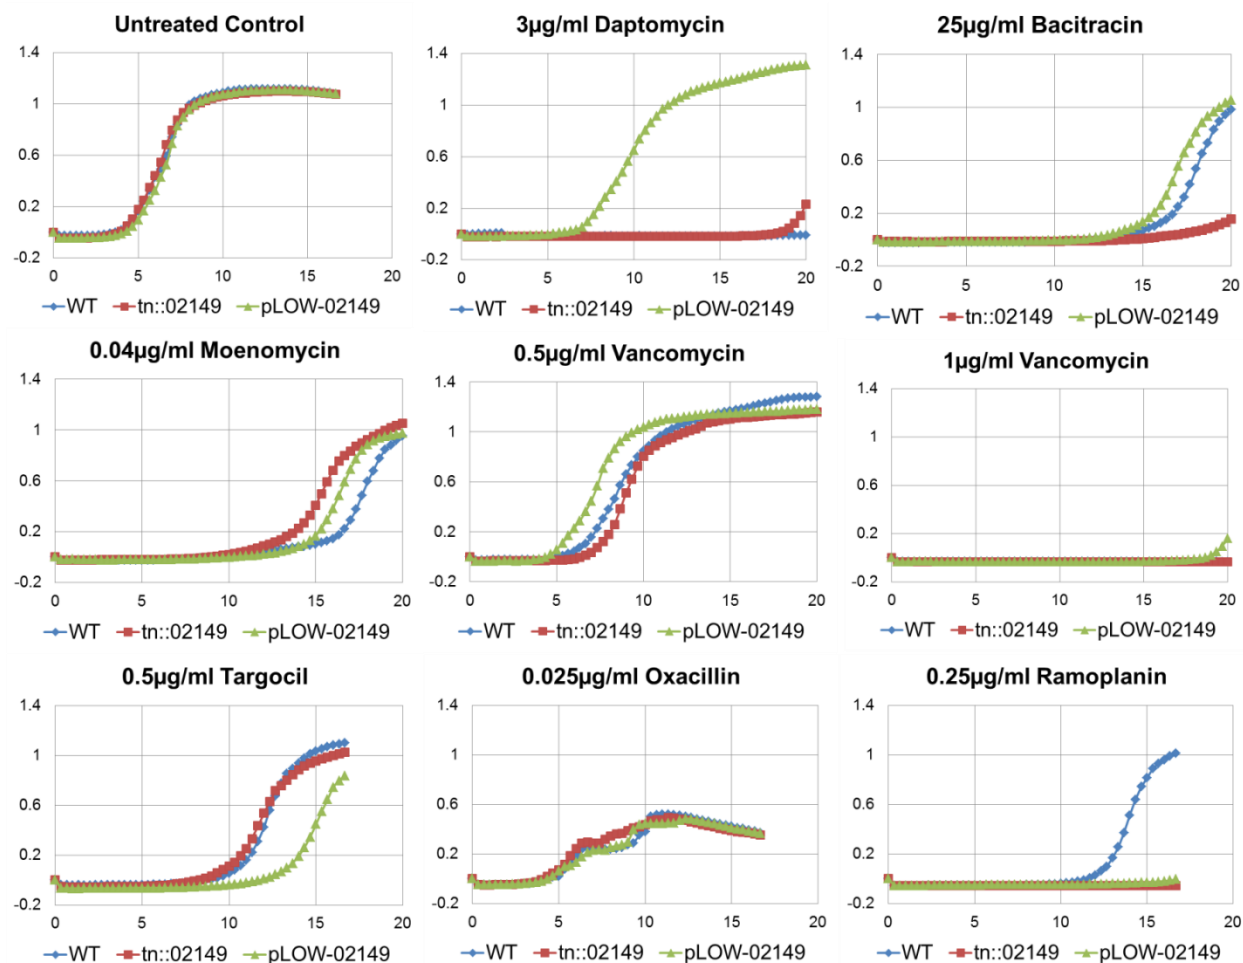 Untreated Control
1.4
1
0.6
0.2
-0.2
0 5 10 15 20
WT tn::02149 pLOW-02149
3µg/ml Daptomycin
1.4
1
0.6
0.2
-0.2
0 5 10 15 20
WT tn::02149 pLOW-02149
25µg/ml Bacitracin
1.4
1
0.6
0.2
-0.2
0 5 10 15 20
WT tn::02149 pLOW-02149
0.04µg/ml Moenomycin
1.4
1
0.6
0.2
-0.2
0 5 10 15 20
WT tn::02149 pLOW-02149
0.5µg/ml Vancomycin
1.4
1
0.6
0.2
-0.2
0 5 10 15 20
WT tn::02149 pLOW-02149
1µg/ml Vancomycin
1.4
1
0.6
0.2
-0.2
0 5 10 15 20
WT tn::02149 pLOW-02149
0.5µg/ml Targocil
1.4
1
0.6
0.2
-0.2
0 5 10 15 20
WT tn::02149 pLOW-02149
0.025µg/ml Oxacillin
1.4
1
0.6
0.2
-0.2
0 5 10 15 20
WT tn::02149 pLOW-02149
0.25µg/ml Ramoplanin
1.4
1
0.6
0.2
-0.2
0 5 10 15 20
WT tn::02149 pLOW-02149